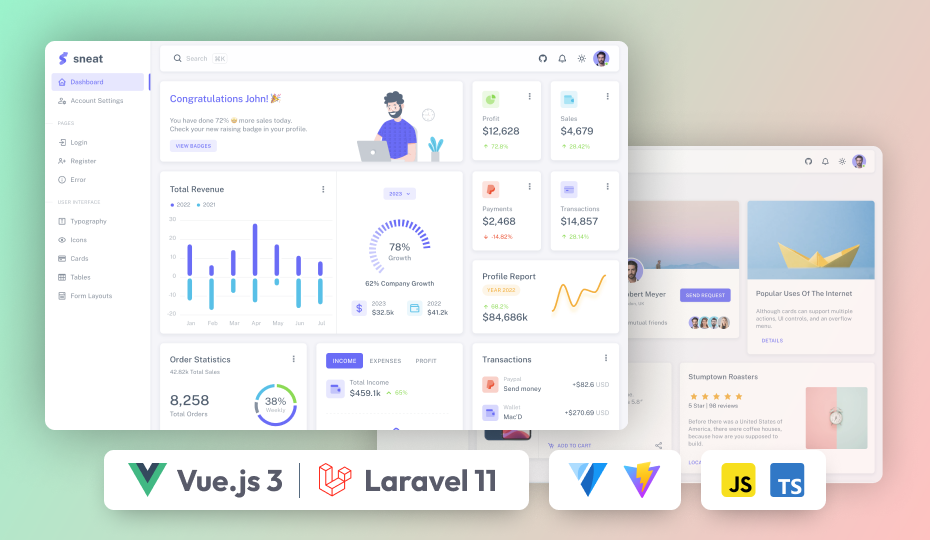 sneat
Search ⌘K
Dashboard
Account Settings
PAGES
Login
Register
Error
USER INTERFACE
Typography
Icons
Cards
Tables
Form Layouts
Congratulations John! 🎉
You have done 72% 🤩 more sales today.
Check your new raising badge in your profile.
VIEW BADGES
Profit
$12,628
72.8%
Sales
$4,679
28.42%
Total Revenue
2022 2021
30
20
10
0
-10
-20
Jan Feb Mar Apr May Jun Jul
2023
78%
Growth
62% Company Growth
2023
$32.5k
2022
$41.2k
Payments
$2,468
-14.82%
Transactions
$14,857
28.14%
Profile Report
YEAR 2022
68.2%
$84,686k
Order Statistics
42.82k Total Sales
8,258
Total Orders
38%
Weekly
INCOME EXPENSES PROFIT
Total Income
$459.1k
65%
Transactions
Paypal
Send money
+$82.6 USD
Wallet
Mac'D
+$270.69 USD
bert Meyer
SEND REQUEST
mutual friends
Popular Uses Of The Internet
Although cards can support multiple
actions, UI controls, and an overflow
menu.
DETAILS
5.8"
ADD TO CART
Stumptown Roasters
5 Star | 98 reviews
Before there was a United States of
America, there were coffee houses,
because how are you supposed to
build.
LOCA
Vue.js 3
Laravel 11
JS
TS